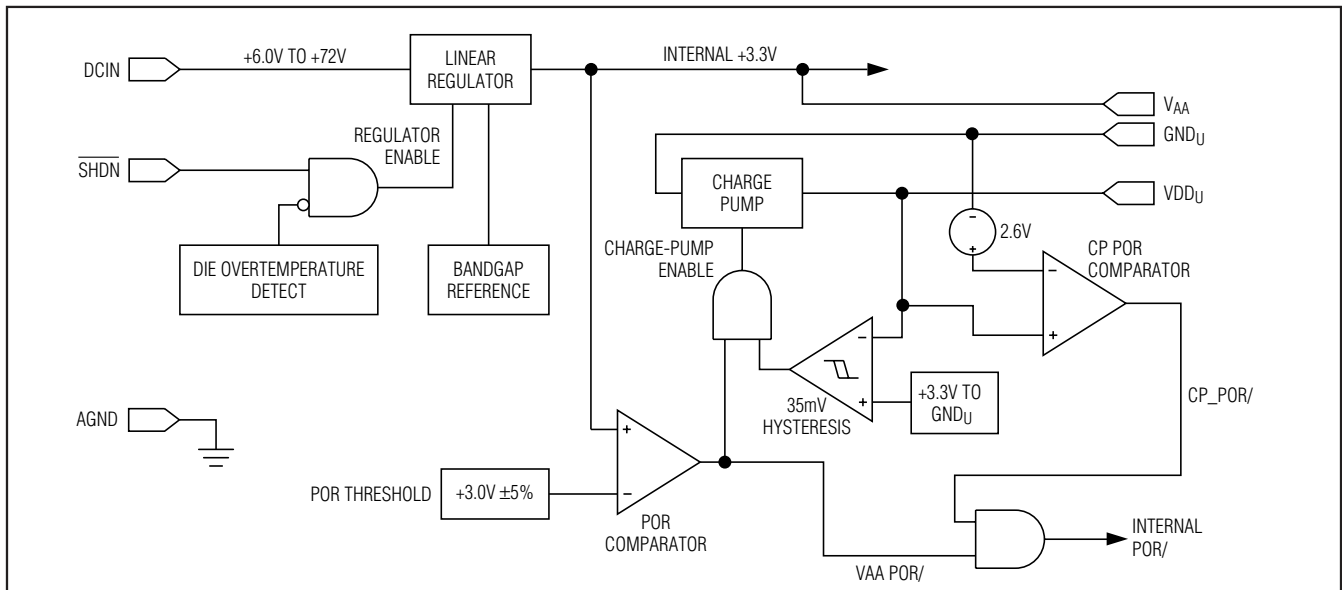 DCIN
+6.0V TO +72V
LINEAR
REGULATOR
INTERNAL +3.3V
VAA
GNDU
VDDU
SHDN
REGULATOR
ENABLE
DIE OVERTEMPERATURE
DETECT
BANDGAP
REFERENCE
CHARGE
PUMP
CHARGE-PUMP
ENABLE
-
2.6V
+
CP POR
COMPARATOR
-
+
-
+
35mV
HYSTERESIS
+3.3V TO
GNDU
CP_POR/
AGND
POR THRESHOLD
+3.0V ±5%
+
-
POR
COMPARATOR
VAA POR/
INTERNAL
POR/